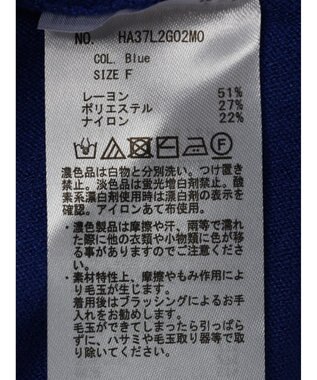 NO. HA37L2G02MO
COL. Blue
SIZE F
レーヨン 51%
ポリエステル 27%
ナイロン 22%
濃色品は白物と分別洗い。つけ置き
禁止。淡色品は蛍光増白剤禁止。酸
素系漂白剤使用時は漂白剤の表示を
確認。アイロンあて布使用。
・濃色製品は摩擦や汗、雨等で濡れ
た際に他の衣類や小物類に色が移
る事がありますのでご注意くださ
い。
・素材特性上、摩擦やもみ作用によ
り毛玉が生じます。
着用後はブラッシングによるお手
入れをお勧めします。
毛玉ができてしまったら引っぱら
ずに、ハサミや毛玉取り器等で取
り除いてください。